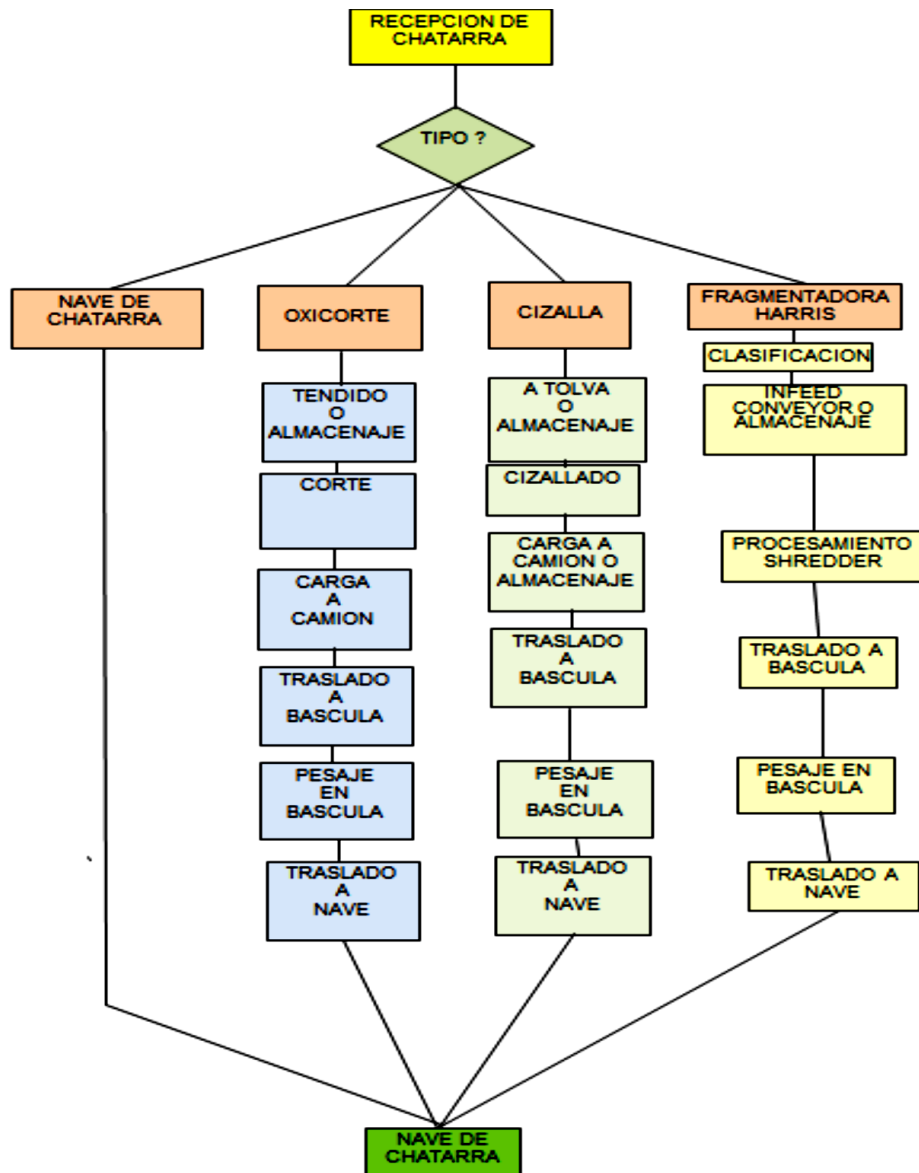 RECEPCION DE
CHATARRA
TIPO ?
NAVE DE
CHATARRA
OXICORTE
TENDIDO
O
ALMACENAJE
CORTE
CARGA
A
CAMION
TRASLADO
A
BASCULA
PESAJE
EN
BASCULA
TRASLADO
A
NAVE
CIZALLA
A TOLVA
O
ALMACENAJE
CIZALLADO
CARGA A
CAMION O
ALMACENAJE
TRASLADO
A
BASCULA
PESAJE
EN
BASCULA
TRASLADO
A
NAVE
FRAGMENTADORA
HARRIS
CLASIFICACION
INFEED
CONVEYOR O
ALMACENAJE
PROCESAMIENTO
SHREDDER
TRASLADO A
BASCULA
PESAJE EN
BASCULA
TRASLADO A
NAVE
NAVE DE
CHATARRA